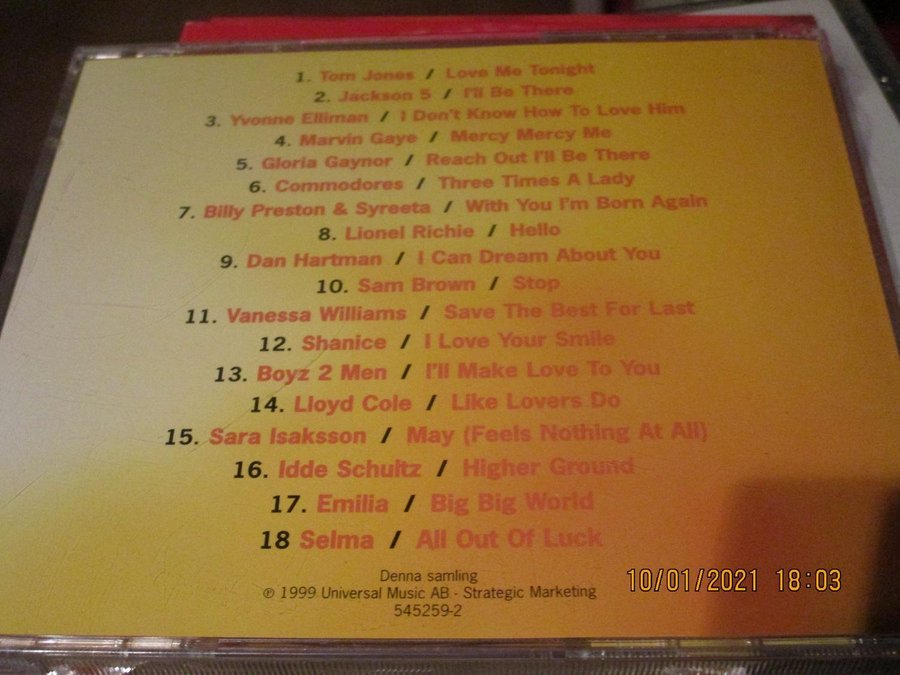 1. Tom Jones / Love Me Tonight
2. Jackson 5 / I'll Be There
3. Yvonne Elliman / I Don't Know How To Love Him
4. Marvin Gaye / Mercy Mercy Me
5. Gloria Gaynor / Reach Out I'll Be There
6. Commodores / Three Times A Lady
7. Billy Preston & Syreeta / With You I'm Born Again
8. Lionel Richie / Hello
9. Dan Hartman / I Can Dream About You
10. Sam Brown / Stop
11. Vanessa Williams / Save The Best For Last
12. Shanice / I Love Your Smile
13. Boyz 2 Men / I'll Make Love To You
14. Lloyd Cole / Like Lovers Do
15. Sara Isaksson / May (Feels Nothing At All)
16. Idde Schultz / Higher Ground
17. Emilia / Big Big World
18 Selma / All Out Of Luck
Denna samling
℗ 1999 Universal Music AB - Strategic Marketing
545259-2
10/01/2021 18:03